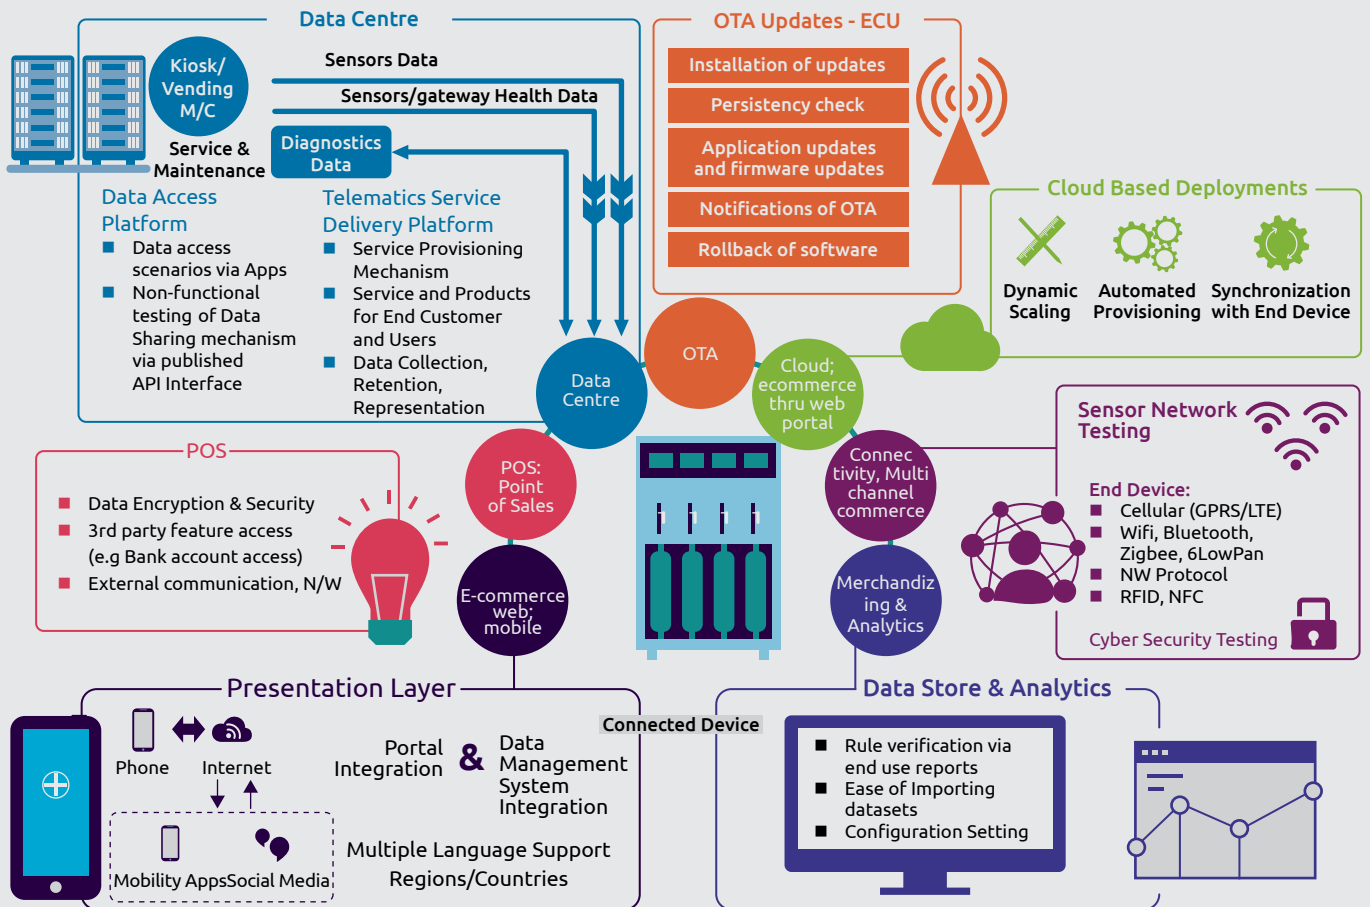 Data Centre
Kiosk/
Vending
M/C
Sensors Data
Sensors/gateway Health Data
Service &
Maintenance
Diagnostics
Data
Data Access
Platform
Data access
scenarios via Apps
Non-functional
testing of Data
Sharing mechanism
via published
API Interface
Telematics Service
Delivery Platform
Service Provisioning
Mechanism
Service and Products
for End Customer
and Users
Data Collection,
Retention,
Representation
OTA Updates - ECU
Installation of updates
Persistency check
Application updates
and firmware updates
Notifications of OTA
Rollback of software
Cloud Based Deployments
Dynamic
Scaling
Automated
Provisioning
Synchronization
with End Device
Data
Centre
OTA
Cloud;
ecommerce
thru web
portal
POS:
Point
of Sales
Connec
tivity, Multi
channel
commerce
E-commerce
web;
mobile
Merchandiz
ing &
Analytics
POS
Data Encryption & Security
3rd party feature access
(e.g Bank account access)
External communication, N/W
Sensor Network
Testing
End Device:
Cellular (GPRS/LTE)
Wifi, Bluetooth,
Zigbee, 6LowPan
NW Protocol
RFID, NFC
Cyber Security Testing
Presentation Layer
Phone
Internet
Mobility Apps
Social Media
Portal
Integration
&
Data
Management
System
Integration
Multiple Language Support
Regions/Countries
Connected Device
Data Store & Analytics
Rule verification via
end use reports
Ease of Importing
datasets
Configuration Setting